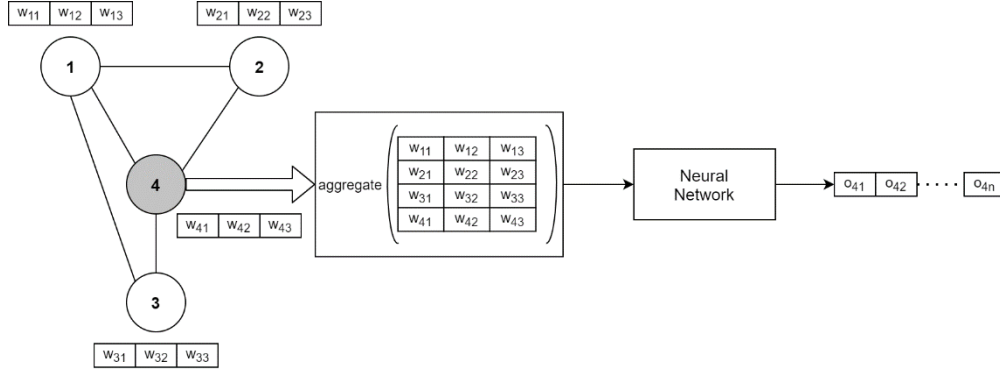 w11 w12 w13
w21 w22 w23
1
2
4
w41 w42 w43
3
w31 w32 w33
aggregate
w11 w12 w13
w21 w22 w23
w31 w32 w33
w41 w42 w43
Neural
Network
o41 o42 ..... o4n